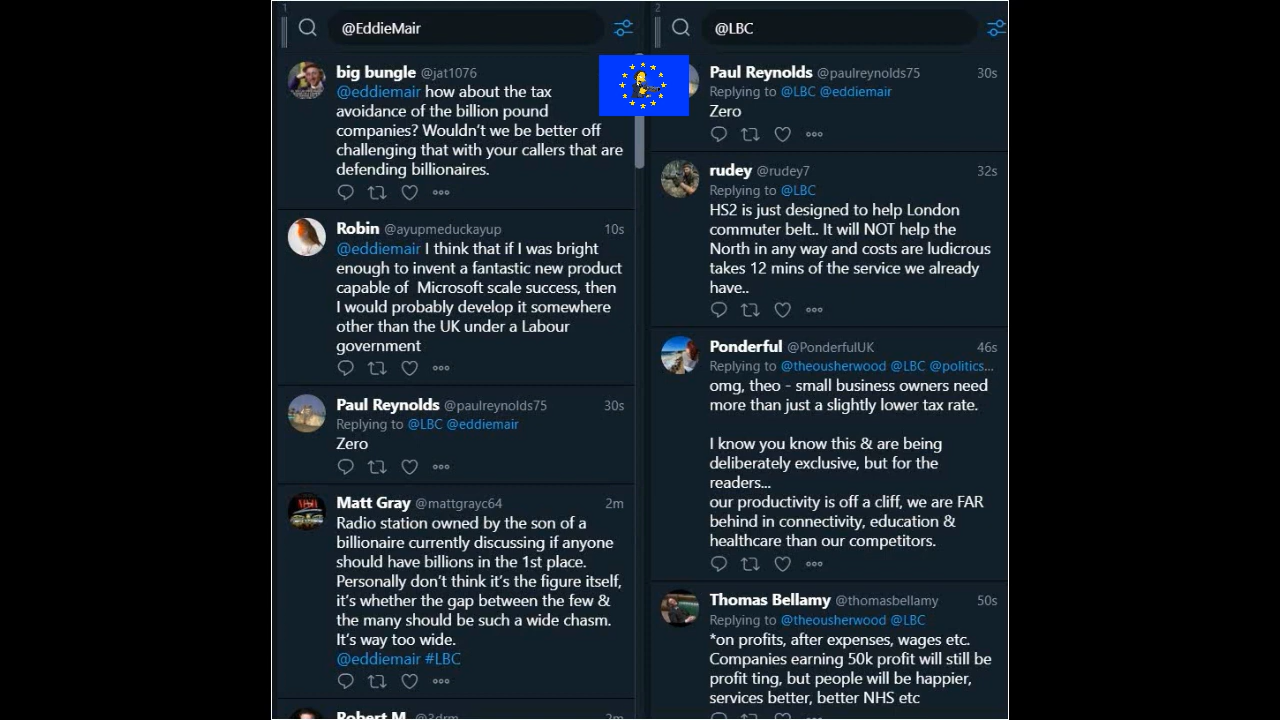 1
@EddieMair
big bungle @jat1076
@eddiemair how about the tax
avoidance of the billion pound
companies? Wouldn't we be better off
challenging that with your callers that are
defending billionaires.
Robin @ayupmeduckayup 10s
@eddiemair I think that if I was bright
enough to invent a fantastic new product
capable of Microsoft scale success, then
I would probably develop it somewhere
other than the UK under a Labour
government
Paul Reynolds @paulreynolds75 30s
Replying to @LBC @eddiemair
Zero
Matt Gray @mattgrayc64 2m
Radio station owned by the son of a
billionaire currently discussing if anyone
should have billions in the 1st place.
Personally don't think it's the figure itself,
it's whether the gap between the few &
the many should be such a wide chasm.
It's way too wide.
@eddiemair #LBC
Robert M @3drm 2m
2
@LBC
Paul Reynolds @paulreynolds75 30s
Replying to @LBC @eddiemair
Zero
rudey @rudey7 32s
Replying to @LBC
HS2 is just designed to help London
commuter belt.. It will NOT help the
North in any way and costs are ludicrous
takes 12 mins of the service we already
have..
Ponderful @PonderfulUK 46s
Replying to @theousherwood @LBC @politics...
omg, theo - small business owners need
more than just a slightly lower tax rate.
I know you know this & are being
deliberately exclusive, but for the
readers...
our productivity is off a cliff, we are FAR
behind in connectivity, education &
healthcare than our competitors.
Thomas Bellamy @thomasbellamy 50s
Replying to @theousherwood @LBC
*on profits, after expenses, wages etc.
Companies earning 50k profit will still be
profit ting, but people will be happier,
services better, better NHS etc